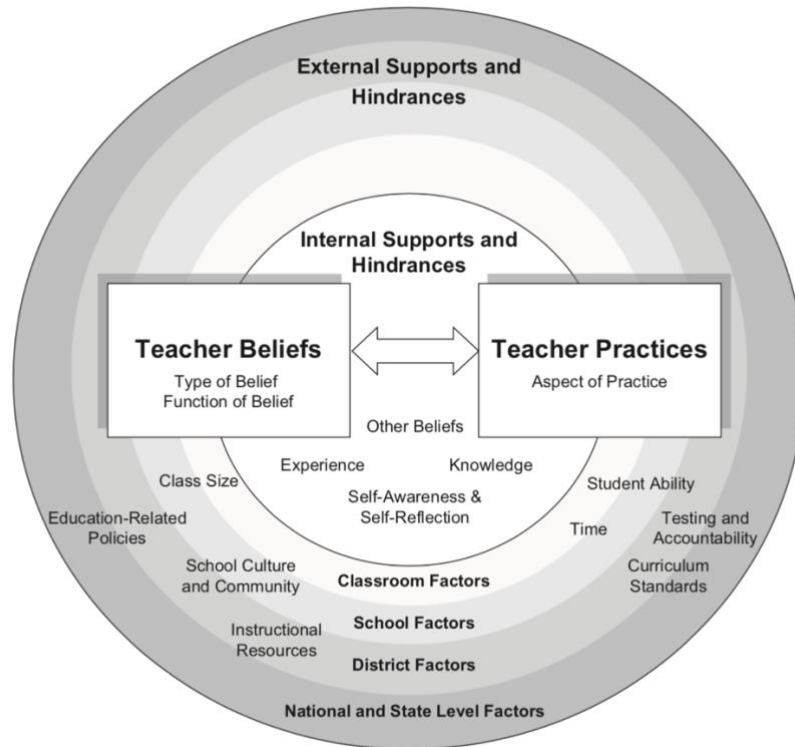 External Supports and
Hindrances
Internal Supports and
Hindrances
Teacher Beliefs
Type of Belief
Function of Belief
Teacher Practices
Aspect of Practice
Other Beliefs
Experience
Knowledge
Self-Awareness &
Self-Reflection
Class Size
Student Ability
Education-Related
Policies
Time
Testing and
Accountability
School Culture
and Community
Curriculum
Standards
Classroom Factors
Instructional
Resources
School Factors
District Factors
National and State Level Factors